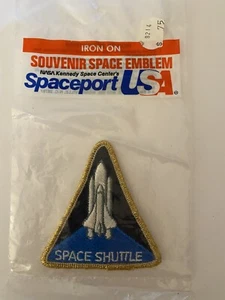 IRON ON
SOUVENIR SPACE EMBLEM
NASA Kennedy Space Center's
Spaceport USA®
SPACE SHUTTLE